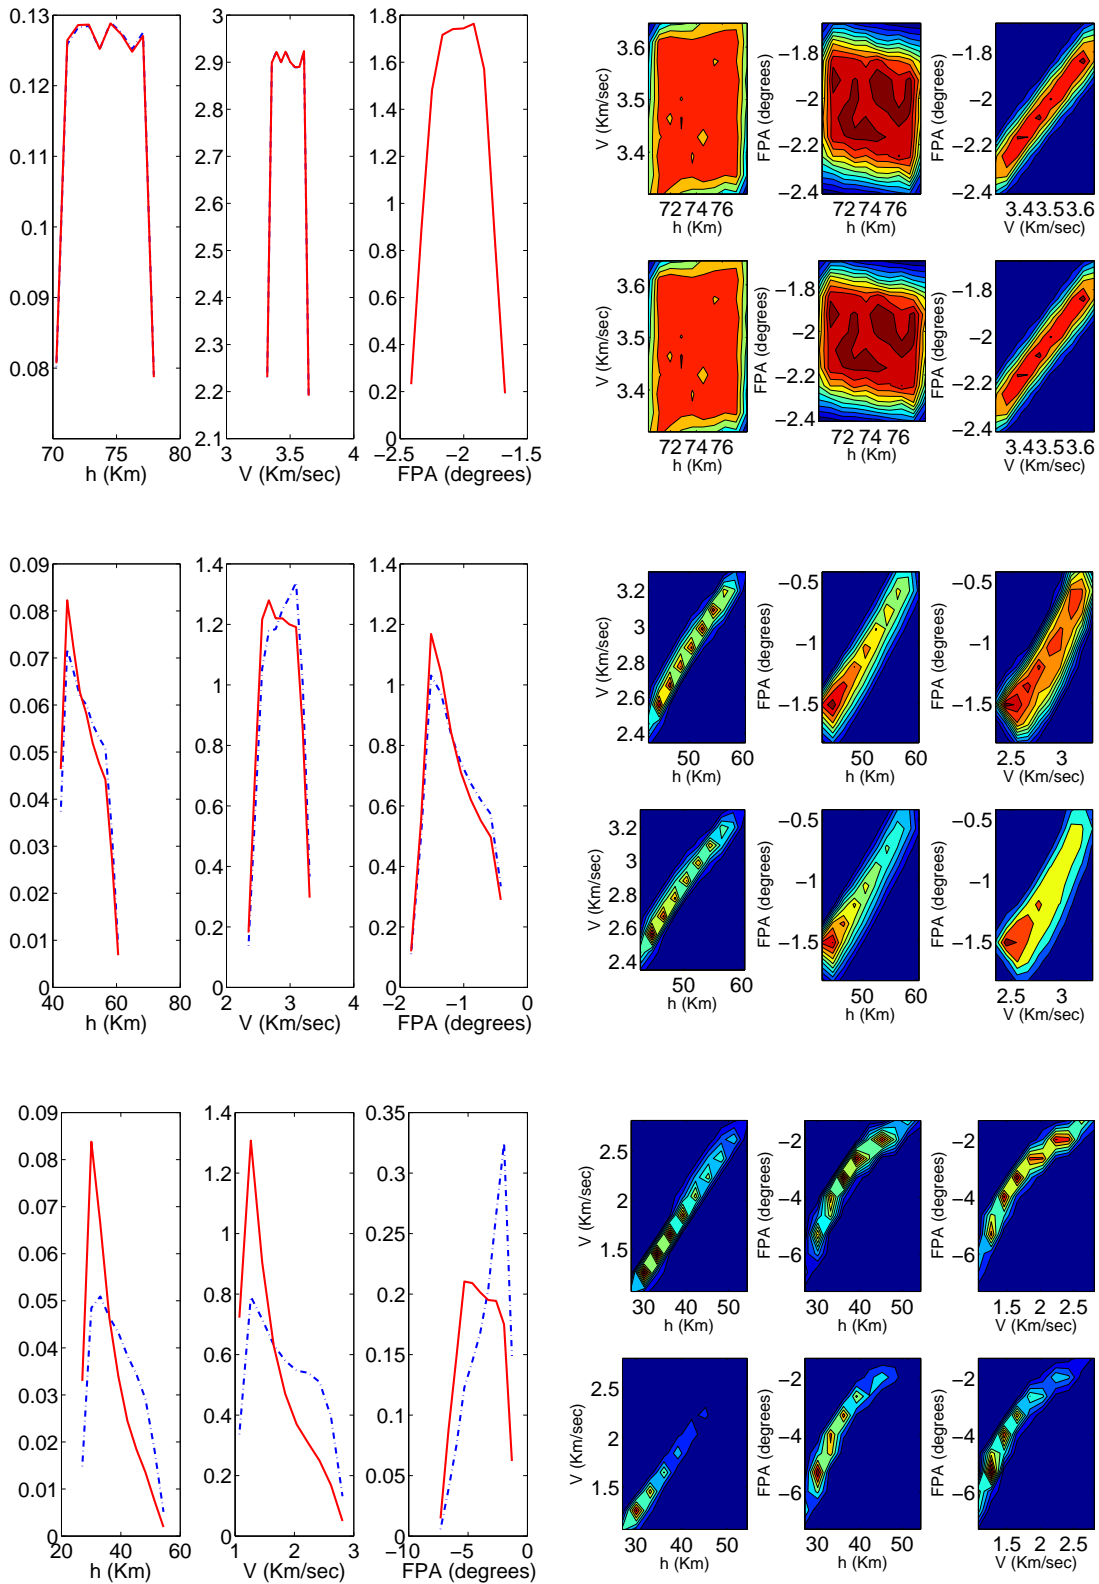 0.13
0.12
0.11
0.1
0.09
0.08
70 75 80
h (Km)
3
2.9
2.8
2.7
2.6
2.5
2.4
2.3
2.2
2.1
3 3.5 4
V (Km/sec)
1.8
1.6
1.4
1.2
1
0.8
0.6
0.4
0.2
0
−2.5 −2 −1.5
FPA (degrees)
V (Km/sec)
3.6
3.5
3.4
72 74 76
h (Km)
FPA (degrees)
−1.8
−2
−2.2
−2.4
72 74 76
h (Km)
FPA (degrees)
−1.8
−2
−2.2
−2.4
3.4 3.5 3.6
V (Km/sec)
V (Km/sec)
3.6
3.5
3.4
72 74 76
h (Km)
FPA (degrees)
−1.8
−2
−2.2
−2.4
72 74 76
h (Km)
FPA (degrees)
−1.8
−2
−2.2
−2.4
3.4 3.5 3.6
V (Km/sec)
0.09
0.08
0.07
0.06
0.05
0.04
0.03
0.02
0.01
0
40 60 80
h (Km)
1.4
1.2
1
0.8
0.6
0.4
0.2
0
2 3 4
V (Km/sec)
1.4
1.2
1
0.8
0.6
0.4
0.2
0
−2 −1 0
FPA (degrees)
V (Km/sec)
3.2
3
2.8
2.6
2.4
50 60
h (Km)
FPA (degrees)
−0.5
−1
−1.5
50 60
h (Km)
FPA (degrees)
−0.5
−1
−1.5
2.5 3
V (Km/sec)
V (Km/sec)
3.2
3
2.8
2.6
2.4
50 60
h (Km)
FPA (degrees)
−0.5
−1
−1.5
50 60
h (Km)
FPA (degrees)
−0.5
−1
−1.5
2.5 3
V (Km/sec)
0.09
0.08
0.07
0.06
0.05
0.04
0.03
0.02
0.01
0
20 40 60
h (Km)
1.4
1.2
1
0.8
0.6
0.4
0.2
0
1 2 3
V (Km/sec)
0.35
0.3
0.25
0.2
0.15
0.1
0.05
0
−10 −5 0
FPA (degrees)
V (Km/sec)
2.5
2
1.5
30 40 50
h (Km)
FPA (degrees)
−2
−4
−6
30 40 50
h (Km)
FPA (degrees)
−2
−4
−6
1.5 2 2.5
V (Km/sec)
V (Km/sec)
2.5
2
1.5
30 40 50
h (Km)
FPA (degrees)
−2
−4
−6
30 40 50
h (Km)
FPA (degrees)
−2
−4
−6
1.5 2 2.5
V (Km/sec)